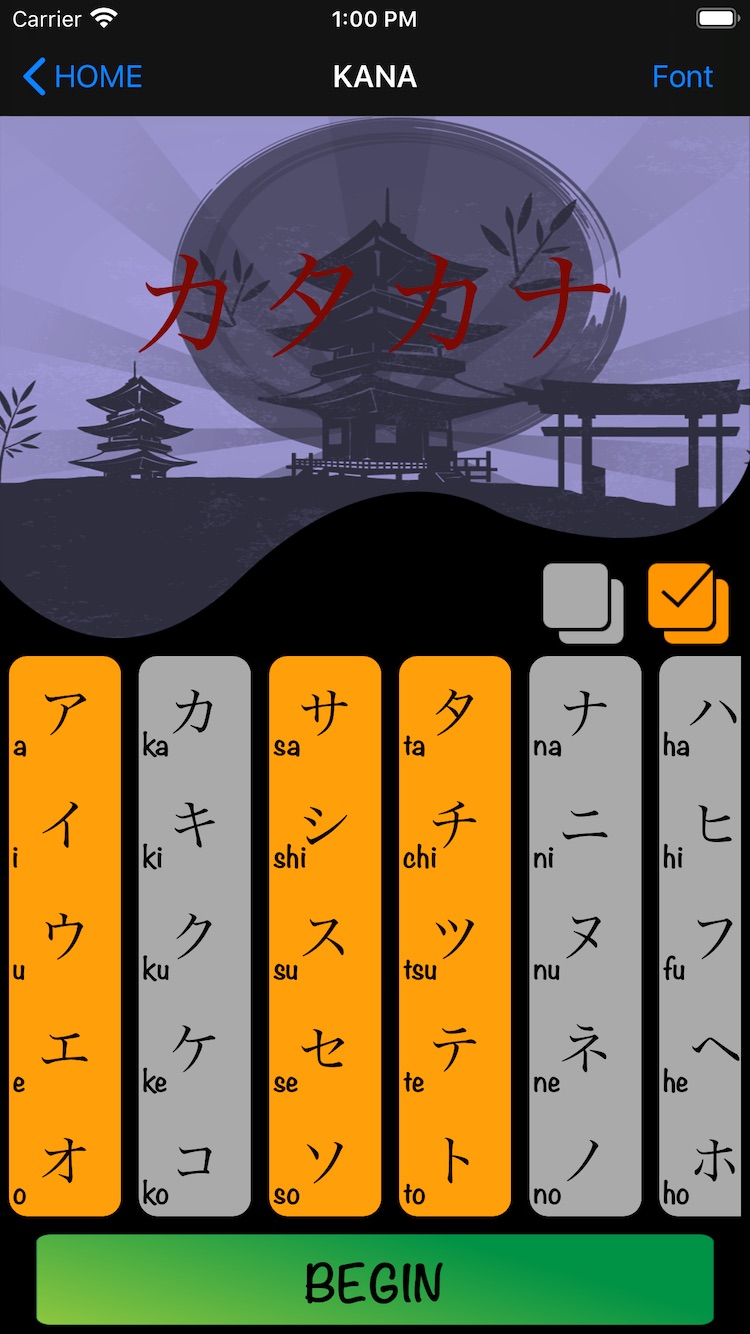 Carrier 1:00 PM
HOME KANA Font
カタカナ
ア カ サ タ ナ ハ
a ka sa ta na ha
イ キ シ チ ニ ヒ
i ki shi chi ni hi
ウ ク ス ツ ヌ フ
u ku su tsu nu fu
エ ケ セ テ ネ ヘ
e ke se te ne he
オ コ ソ ト ノ ホ
o ko so to no ho
BEGIN